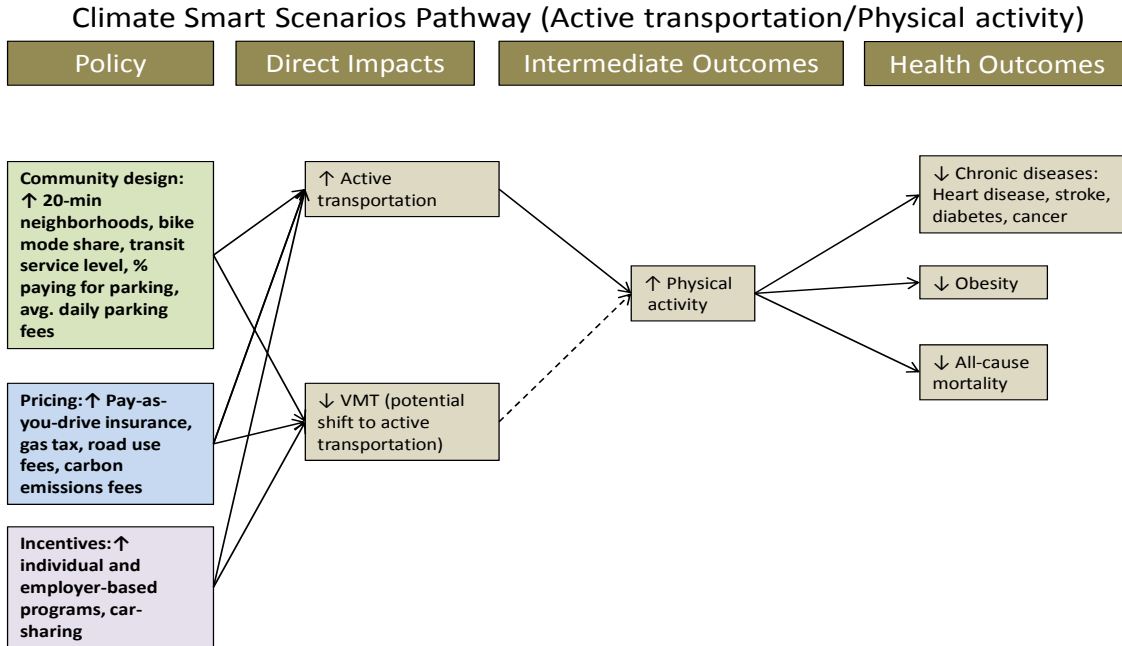 Climate Smart Scenarios Pathway (Active transportation/Physical activity)
Policy
Direct Impacts
Intermediate Outcomes
Health Outcomes
Community design:
↑ 20-min
neighborhoods, bike
mode share, transit
service level, %
paying for parking,
avg. daily parking
fees
Pricing:↑ Pay-as-
you-drive insurance,
gas tax, road use
fees, carbon
emissions fees
Incentives:↑
individual and
employer-based
programs, car-
sharing
↑ Active
transportation
↓ VMT (potential
shift to active
transportation)
↑ Physical
activity
↓ Chronic diseases:
Heart disease, stroke,
diabetes, cancer
↓ Obesity
↓ All-cause
mortality